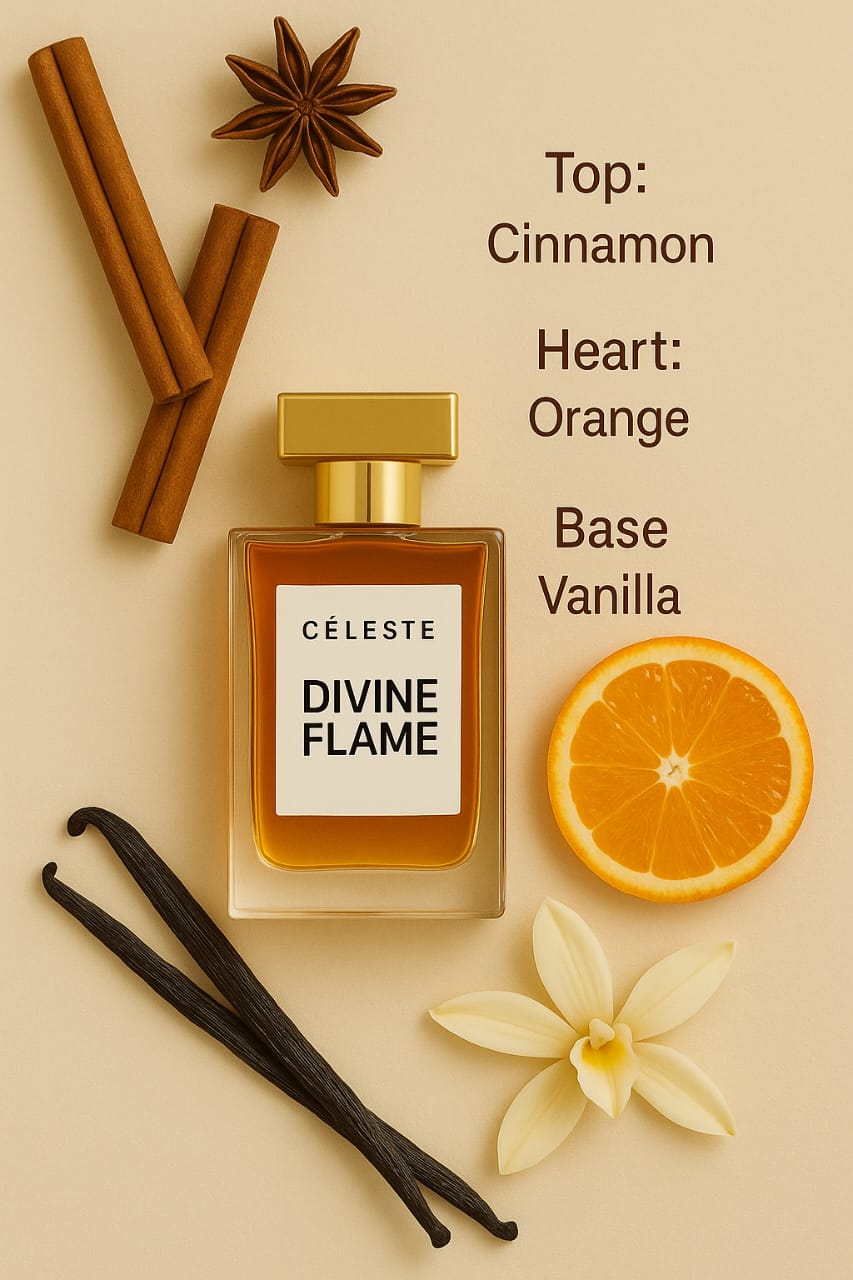 Top:
Cinnamon
Heart:
Orange
Base
Vanilla
CÉLESTE
DIVINE
FLAME